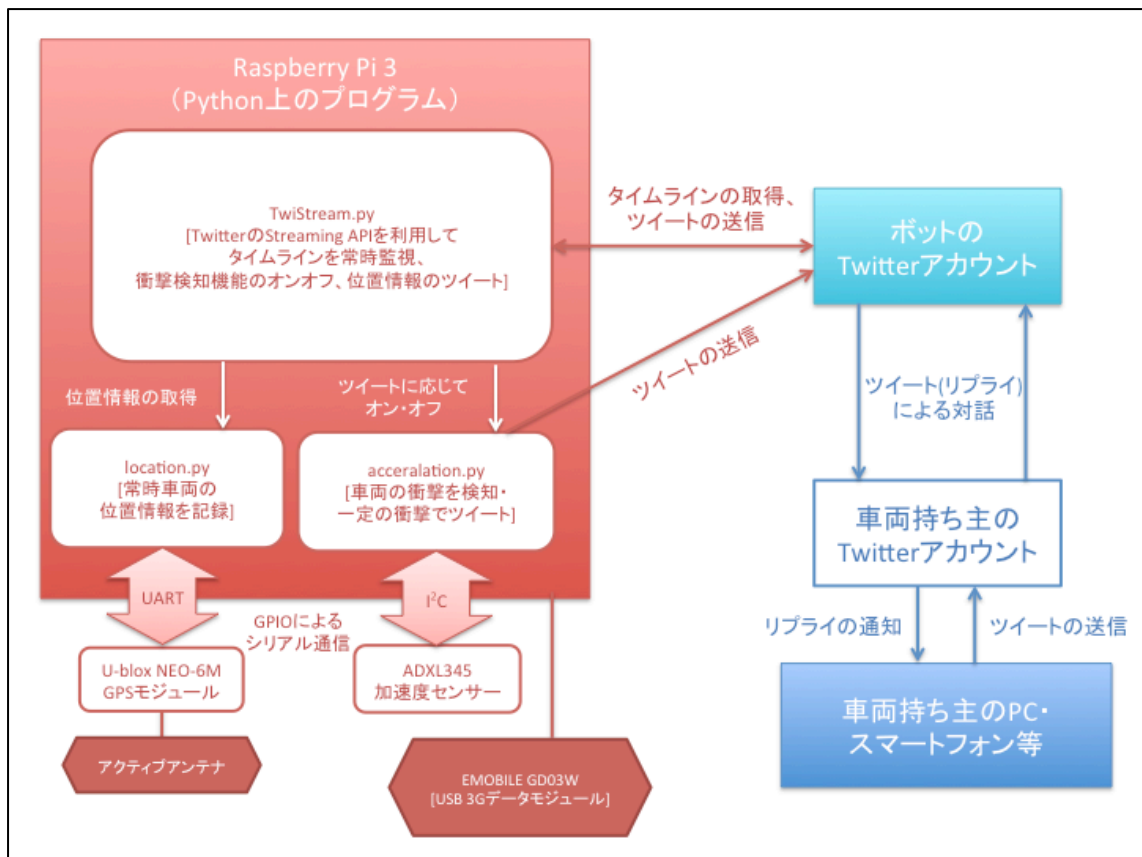 Raspberry Pi 3
（Python上のプログラム）
TwiStream.py
[TwitterのStreaming APIを利用して
タイムラインを常時監視、
衝撃検知機能のオンオフ、位置情報のツイート]
タイムラインの取得、
ツイートの送信
ボットの
Twitterアカウント
ツイートの送信
位置情報の取得
ツイートに応じて
オン・オフ
ツイート(リプライ)
による対話
location.py
[常時車両の
位置情報を記録]
acceralation.py
[車両の衝撃を検知・
一定の衝撃でツイート]
車両持ち主の
Twitterアカウント
UART
I²C
GPIOによる
シリアル通信
リプライの通知
ツイートの送信
U-blox NEO-6M
GPSモジュール
ADXL345
加速度センサー
車両持ち主のPC・
スマートフォン等
アクティブアンテナ
EMOBILE GD03W
[USB 3Gデータモジュール]